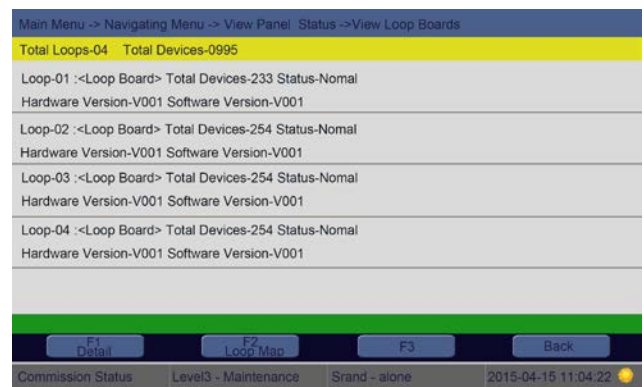 Main Menu -> Navigating Menu -> View Panel Status ->View Loop Boards
Total Loops-04 Total Devices-0995
Loop-01 :<Loop Board> Total Devices-233 Status-Nomal
Hardware Version-V001 Software Version-V001
Loop-02 :<Loop Board> Total Devices-254 Status-Nomal
Hardware Version-V001 Software Version-V001
Loop-03 :<Loop Board> Total Devices-254 Status-Nomal
Hardware Version-V001 Software Version-V001
Loop-04 :<Loop Board> Total Devices-254 Status-Nomal
Hardware Version-V001 Software Version-V001
F1 F2 F3 Back
Detail Loop Map
Commission Status Level3 - Maintenance Srand - alone 2015-04-15 11:04:22